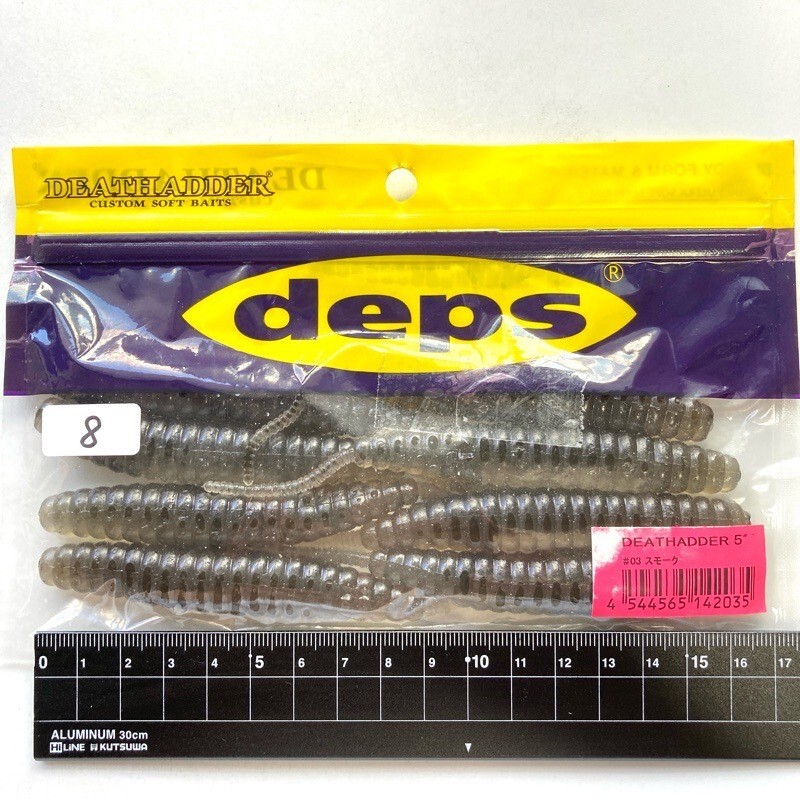 DEATHADDER®
CUSTOM SOFT BAITS
deps®
8
DEATHADDER 5"
#03 スモーク
4 544565 142035
0 1 2 3 4 5 6 7 8 9 10 11 12 13 14 15 16 17
ALUMINUM 30cm
HiLINE KUTSUWA